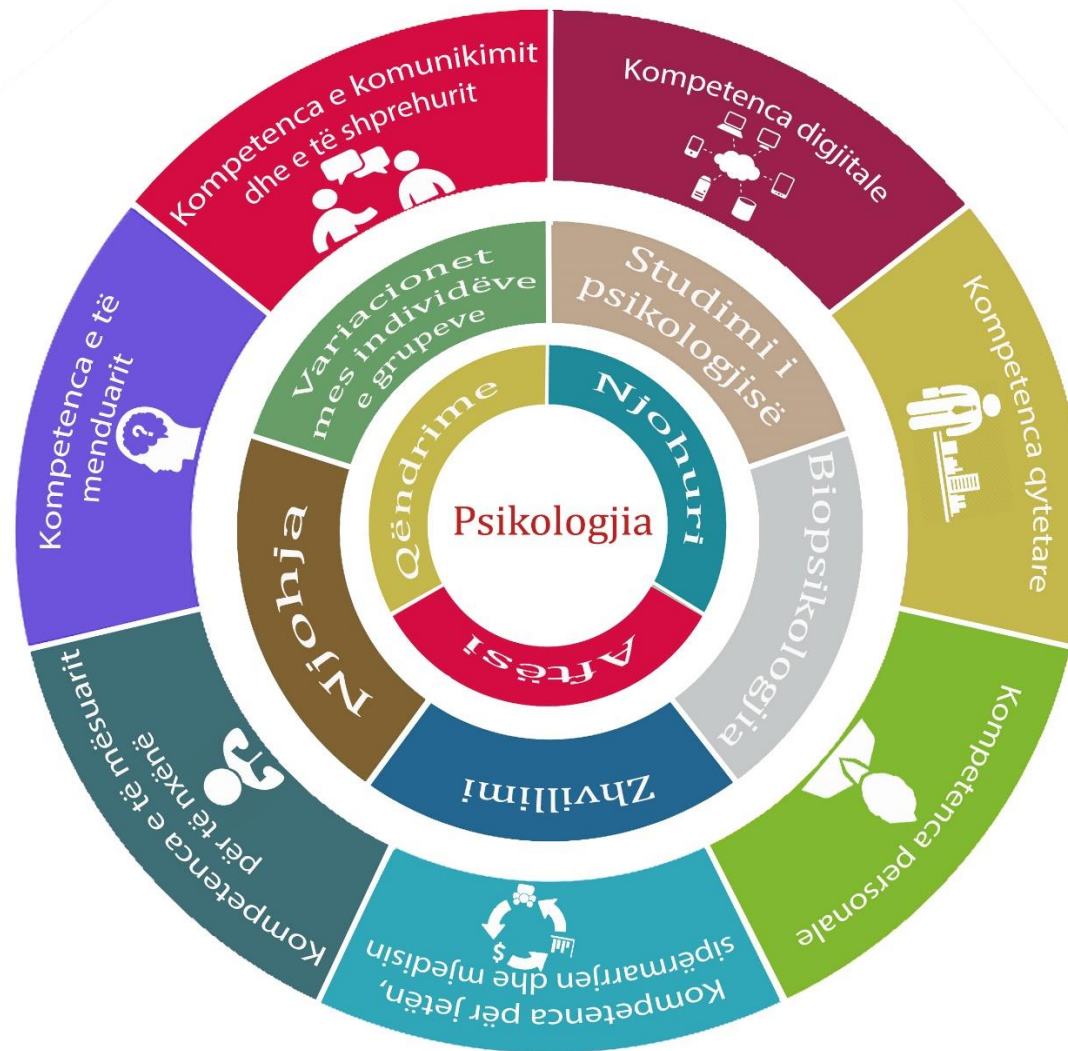 Kompetenca e komunikimit
dhe e të shprehurit
Kompetenca digjitale
Kompetenca qytetare
Kompetenca personale
Kompetenca për jetën,
sipërmarrjen dhe mjedisin
Kompetenca e të mësuarit
për të nxënë
Kompetenca e të
menduarit
?
$
Variacionet
mes individëve
e grupeve
Studimi i
psikologjisë
Biopsikologjia
Zhvillimi
Njohja
Qëndrime
Njohuri
Aftësi
Psikologjia